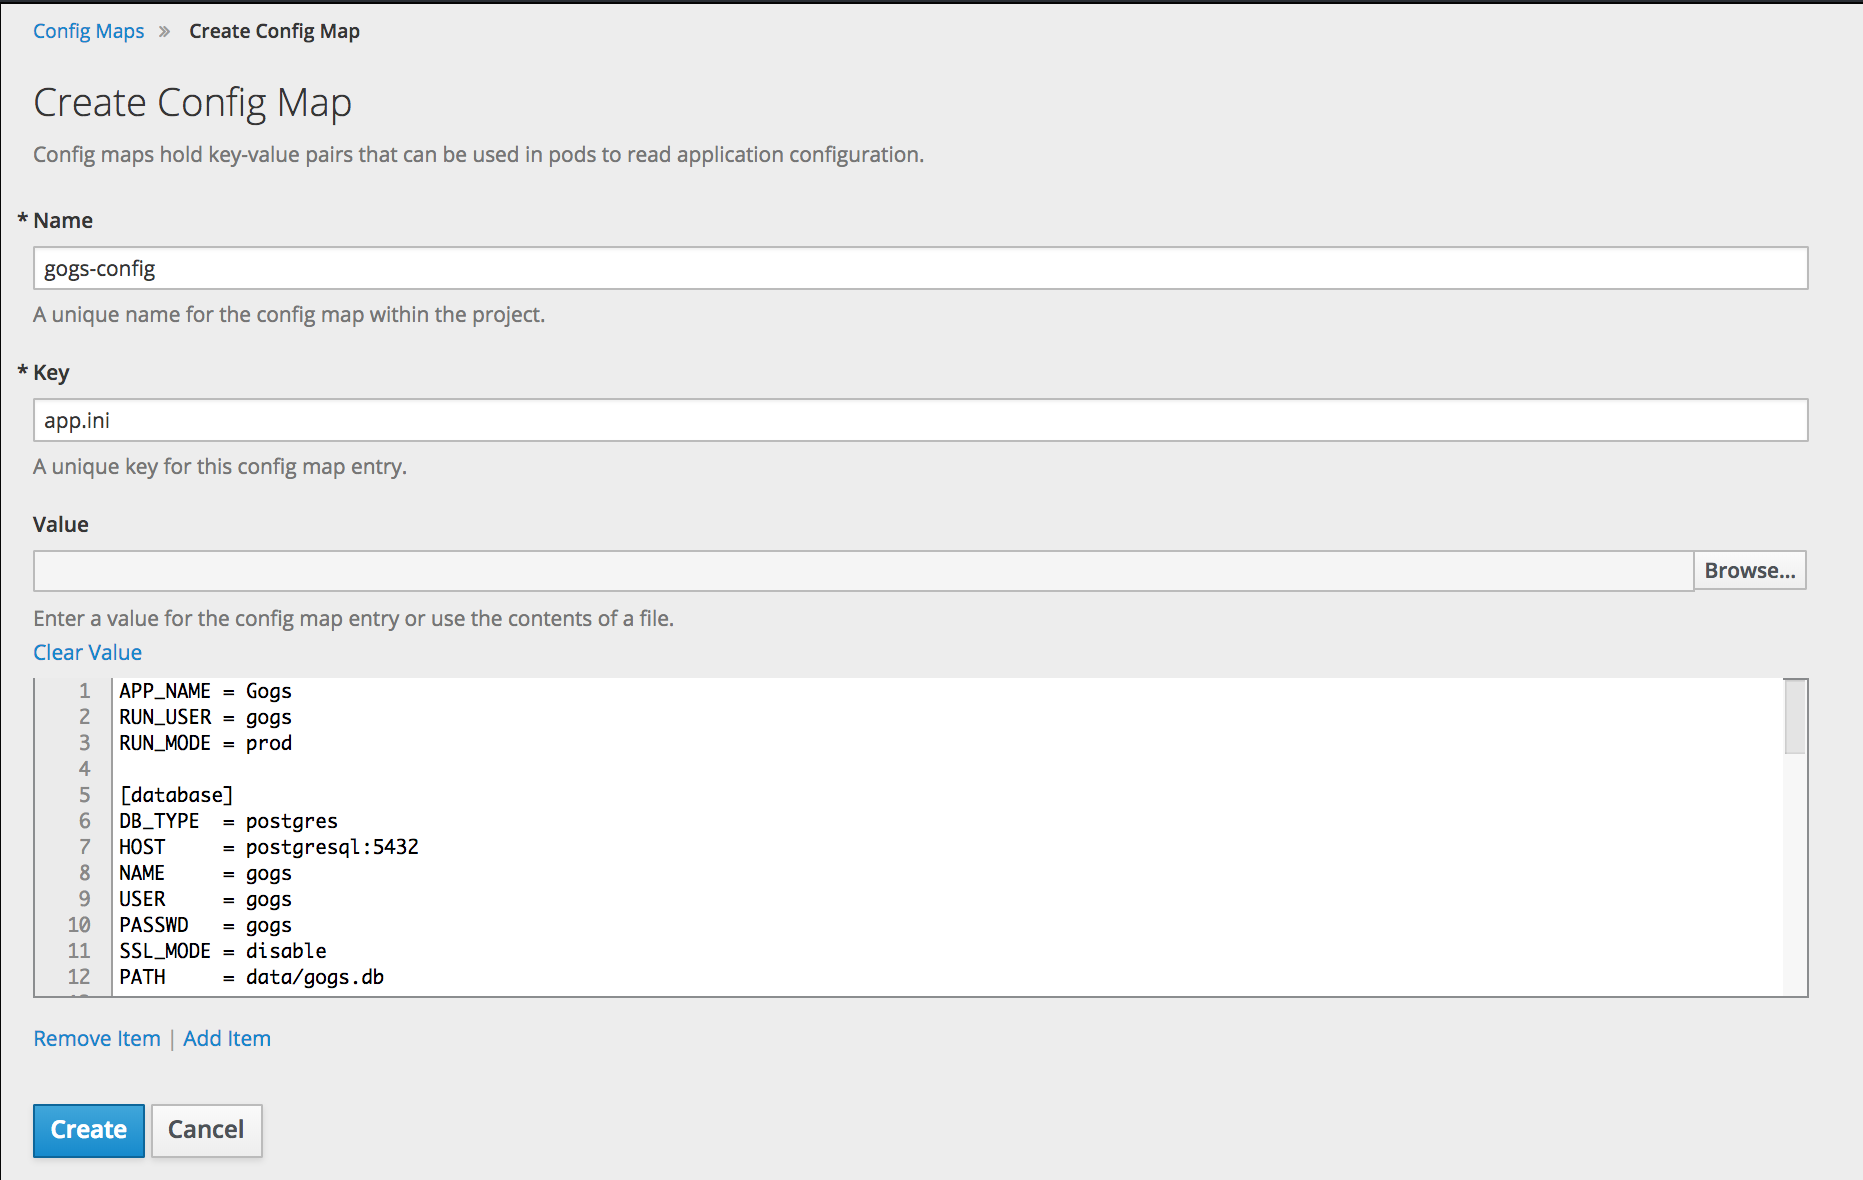 Config Maps » Create Config Map
Create Config Map
Config maps hold key-value pairs that can be used in pods to read application configuration.
* Name
gogs-config
A unique name for the config map within the project.
* Key
app.ini
A unique key for this config map entry.
Value
Browse...
Enter a value for the config map entry or use the contents of a file.
Clear Value
1 APP_NAME = Gogs
2 RUN_USER = gogs
3 RUN_MODE = prod
4
5 [database]
6 DB_TYPE  = postgres
7 HOST     = postgresql:5432
8 NAME     = gogs
9 USER     = gogs
10 PASSWD   = gogs
11 SSL_MODE = disable
12 PATH     = data/gogs.db
Remove Item | Add Item
Create Cancel